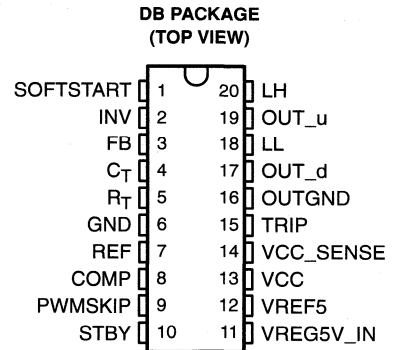 DB PACKAGE
(TOP VIEW)
SOFTSTART 1 20 LH
INV 2 19 OUT_u
FB 3 18 LL
CT 4 17 OUT_d
RT 5 16 OUTGND
GND 6 15 TRIP
REF 7 14 VCC_SENSE
COMP 8 13 VCC
PWMSKIP 9 12 VREF5
STBY 10 11 VREG5V_IN